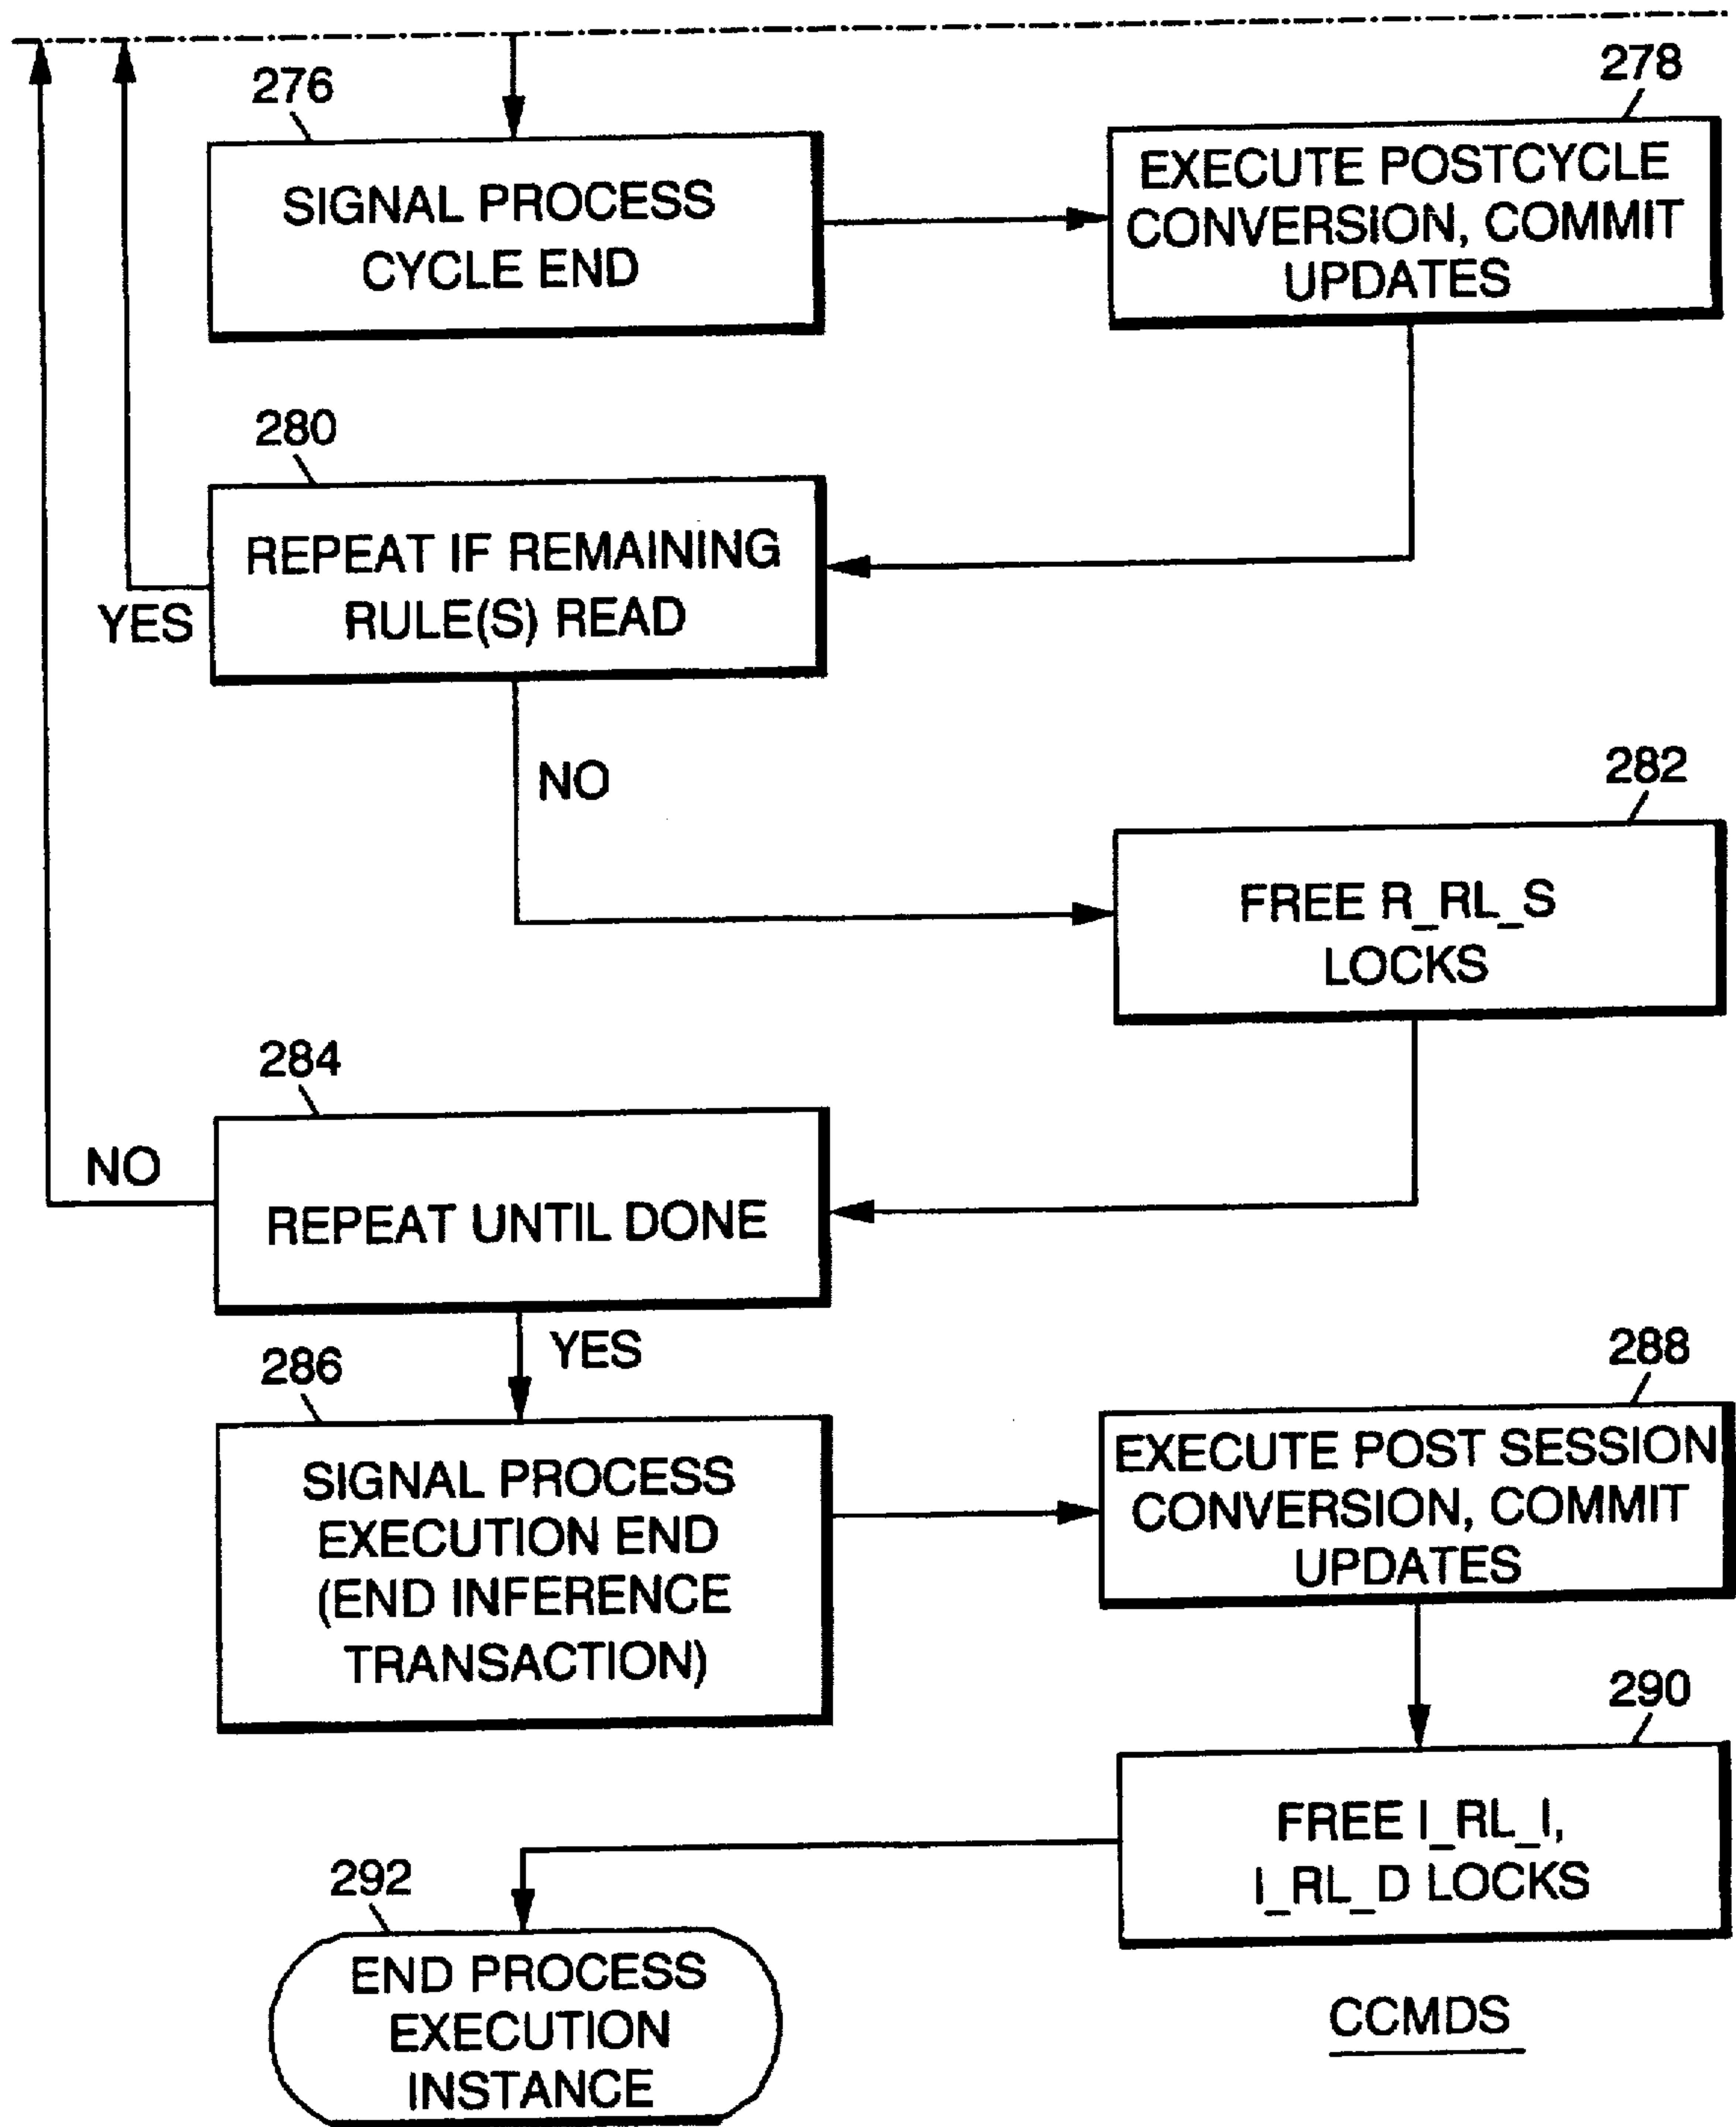 276
278
SIGNAL PROCESS
CYCLE END
EXECUTE POSTCYCLE
CONVERSION, COMMIT
UPDATES
280
REPEAT IF REMAINING
RULE(S) READ
YES
NO
282
FREE R_RL_S
LOCKS
284
NO
REPEAT UNTIL DONE
YES
286
288
SIGNAL PROCESS
EXECUTION END
(END INFERENCE
TRANSACTION)
EXECUTE POST SESSION
CONVERSION, COMMIT
UPDATES
290
FREE I_RL_I,
I_RL_D LOCKS
292
END PROCESS
EXECUTION
INSTANCE
CCMDS